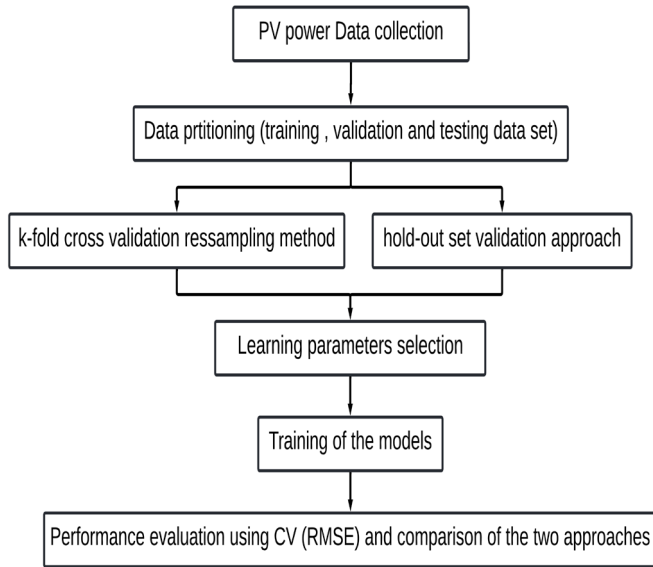 PV power Data collection
Data prtitioning (training , validation and testing data set)
k-fold cross validation ressampling method
hold-out set validation approach
Learning parameters selection
Training of the models
Performance evaluation using CV (RMSE) and comparison of the two approaches